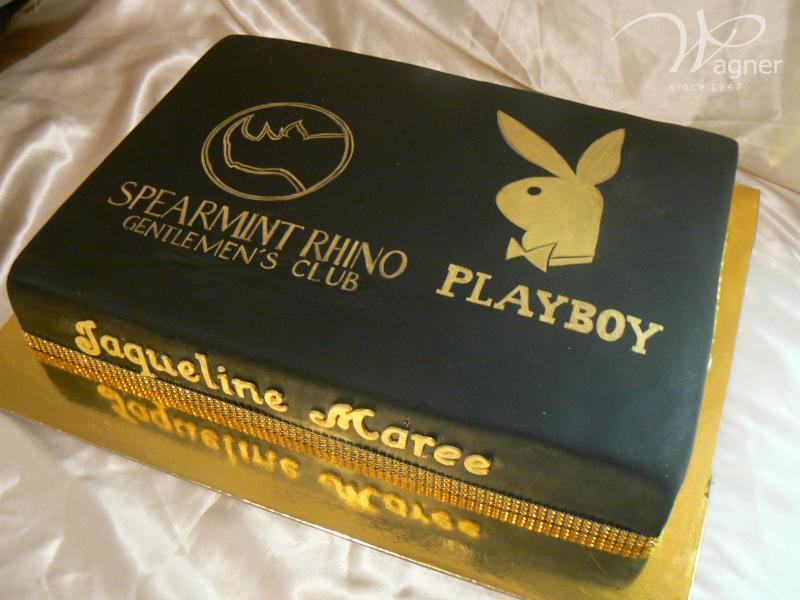 Wagner
since 1947
SPEARMINT RHINO
GENTLEMEN'S CLUB
PLAYBOY
Jaqueline Maree